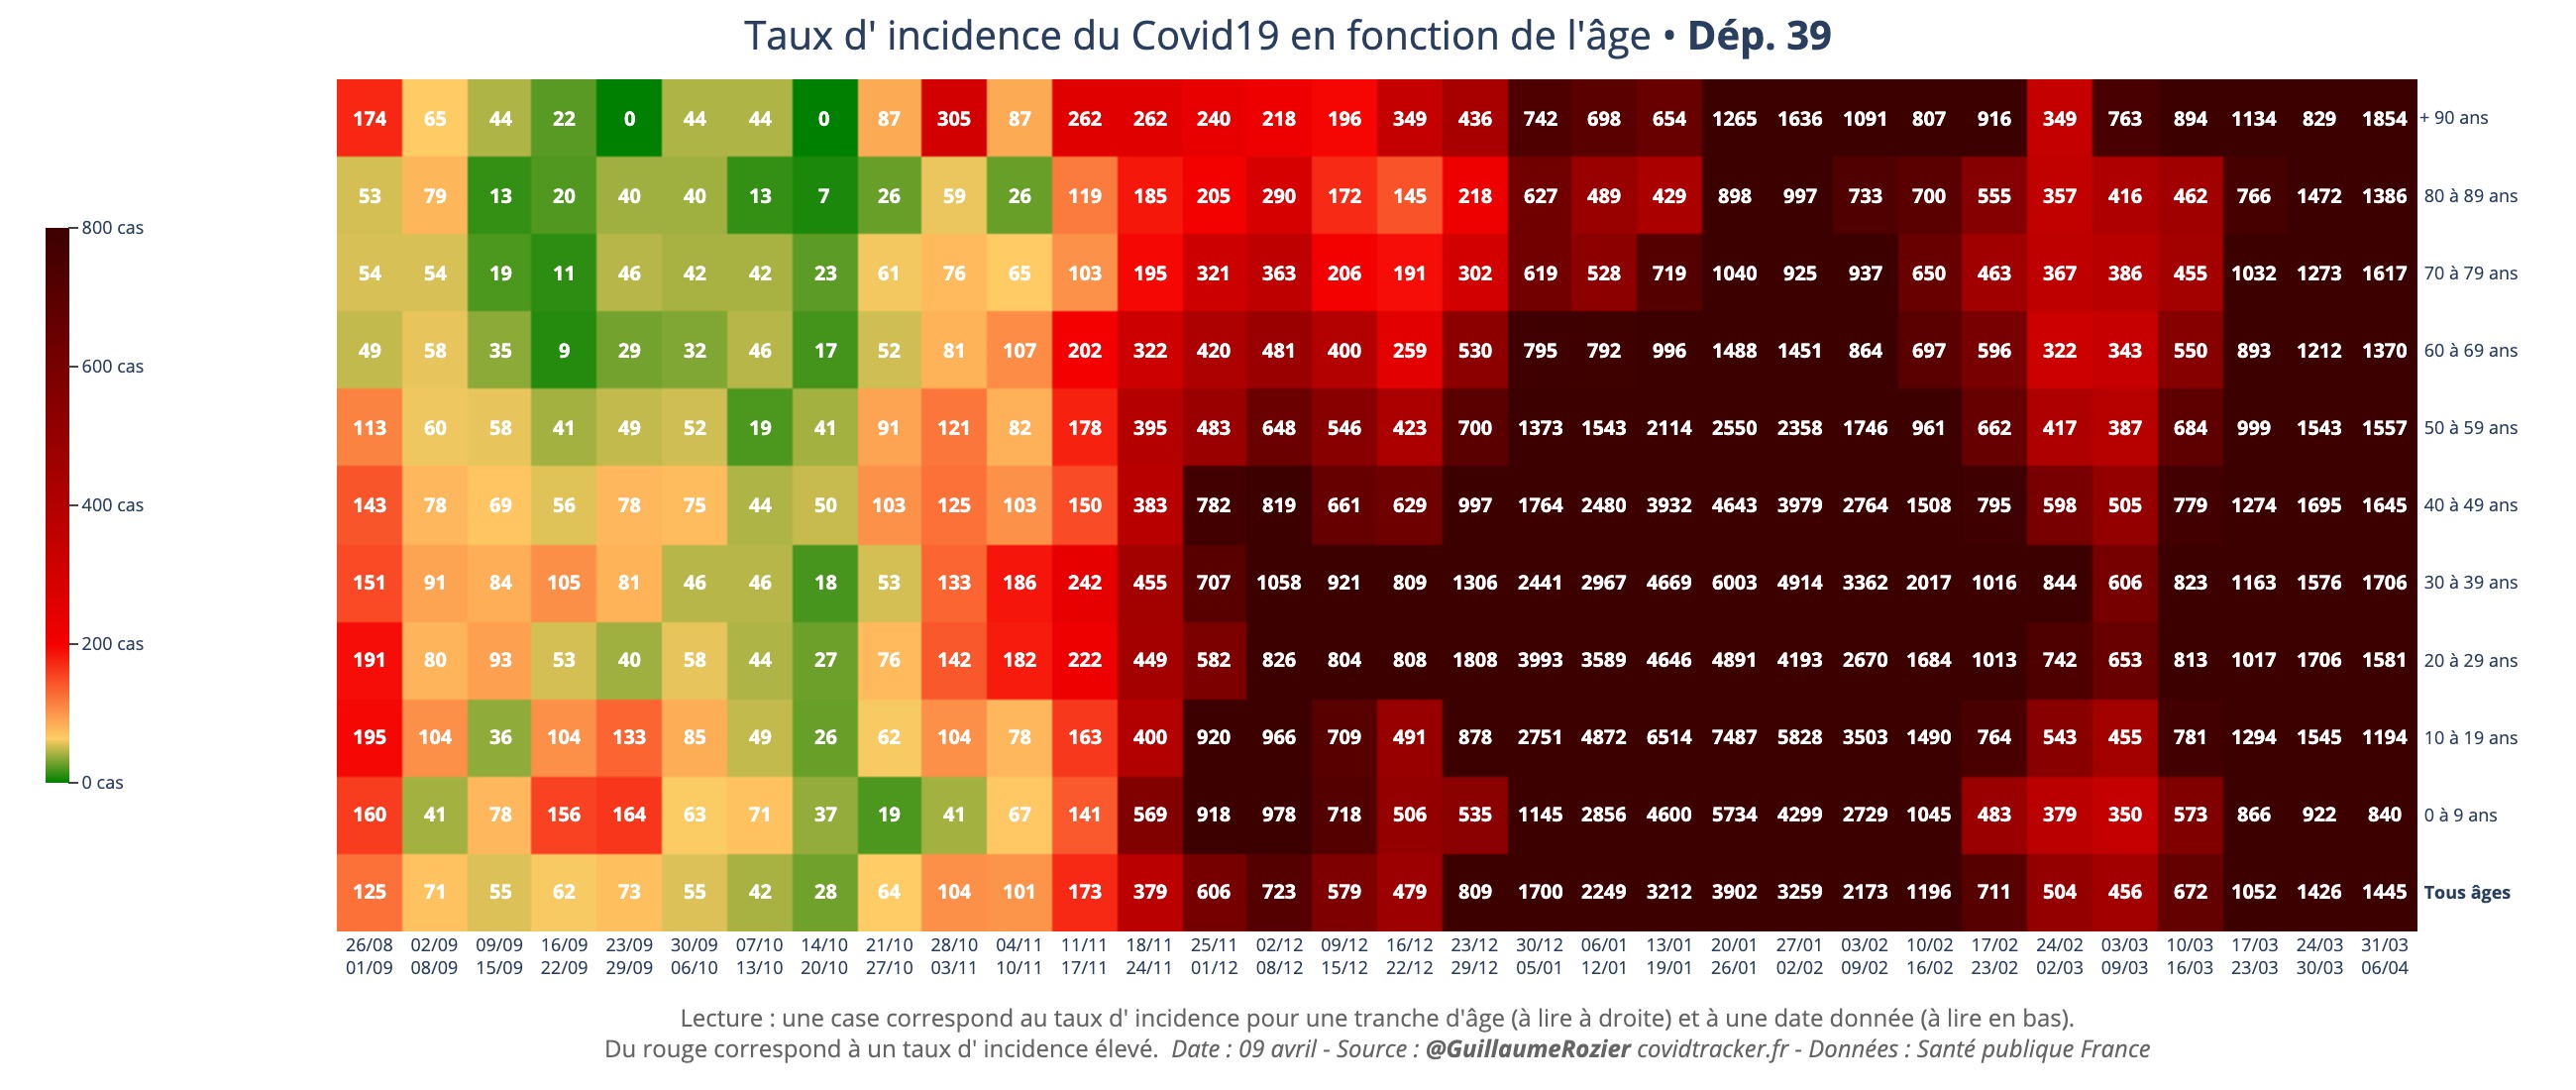 Taux d' incidence du Covid19 en fonction de l'âge • Dép. 39
174 65 44 22 0 44 44 0 87 305 87 262 262 240 218 196 349 436 742 698 654 1265 1636 1091 807 916 349 763 894 1134 829 1854 + 90 ans
53 79 13 20 40 40 13 7 26 59 26 119 185 205 290 172 145 218 627 489 429 898 997 733 700 555 357 416 462 766 1472 1386 80 à 89 ans
800 cas
54 54 19 11 46 42 42 23 61 76 65 103 195 321 363 206 191 302 619 528 719 1040 925 937 650 463 367 386 455 1032 1273 1617 70 à 79 ans
49 58 35 9 29 32 46 17 52 81 107 202 322 420 481 400 259 530 795 792 996 1488 1451 864 697 596 322 343 550 893 1212 1370 60 à 69 ans
600 cas
113 60 58 41 49 52 19 41 91 121 82 178 395 483 648 546 423 700 1373 1543 2114 2550 2358 1746 961 662 417 387 684 999 1543 1557 50 à 59 ans
400 cas
143 78 69 56 78 75 44 50 103 125 103 150 383 782 819 661 629 997 1764 2480 3932 4643 3979 2764 1508 795 598 505 779 1274 1695 1645 40 à 49 ans
151 91 84 105 81 46 46 18 53 133 186 242 455 707 1058 921 809 1306 2441 2967 4669 6003 4914 3362 2017 1016 844 606 823 1163 1576 1706 30 à 39 ans
200 cas
191 80 93 53 40 58 44 27 76 142 182 222 449 582 826 804 808 1808 3993 3589 4646 4891 4193 2670 1684 1013 742 653 813 1017 1706 1581 20 à 29 ans
195 104 36 104 133 85 49 26 62 104 78 163 400 920 966 709 491 878 2751 4872 6514 7487 5828 3503 1490 764 543 455 781 1294 1545 1194 10 à 19 ans
0 cas
160 41 78 156 164 63 71 37 19 41 67 141 569 918 978 718 506 535 1145 2856 4600 5734 4299 2729 1045 483 379 350 573 866 922 840 0 à 9 ans
125 71 55 62 73 55 42 28 64 104 101 173 379 606 723 579 479 809 1700 2249 3212 3902 3259 2173 1196 711 504 456 672 1052 1426 1445 Tous âges
26/08 02/09 09/09 16/09 23/09 30/09 07/10 14/10 21/10 28/10 04/11 11/11 18/11 25/11 02/12 09/12 16/12 23/12 30/12 06/01 13/01 20/01 27/01 03/02 10/02 17/02 24/02 03/03 10/03 17/03 24/03 31/03
01/09 08/09 15/09 22/09 29/09 06/10 13/10 20/10 27/10 03/11 10/11 17/11 24/11 01/12 08/12 15/12 22/12 29/12 05/01 12/01 19/01 26/01 02/02 09/02 16/02 23/02 02/03 09/03 16/03 23/03 30/03 06/04
Lecture : une case correspond au taux d' incidence pour une tranche d'âge (à lire à droite) et à une date donnée (à lire en bas).
Du rouge correspond à un taux d' incidence élevé. Date : 09 avril - Source : @GuillaumeRozier covidtracker.fr - Données : Santé publique France